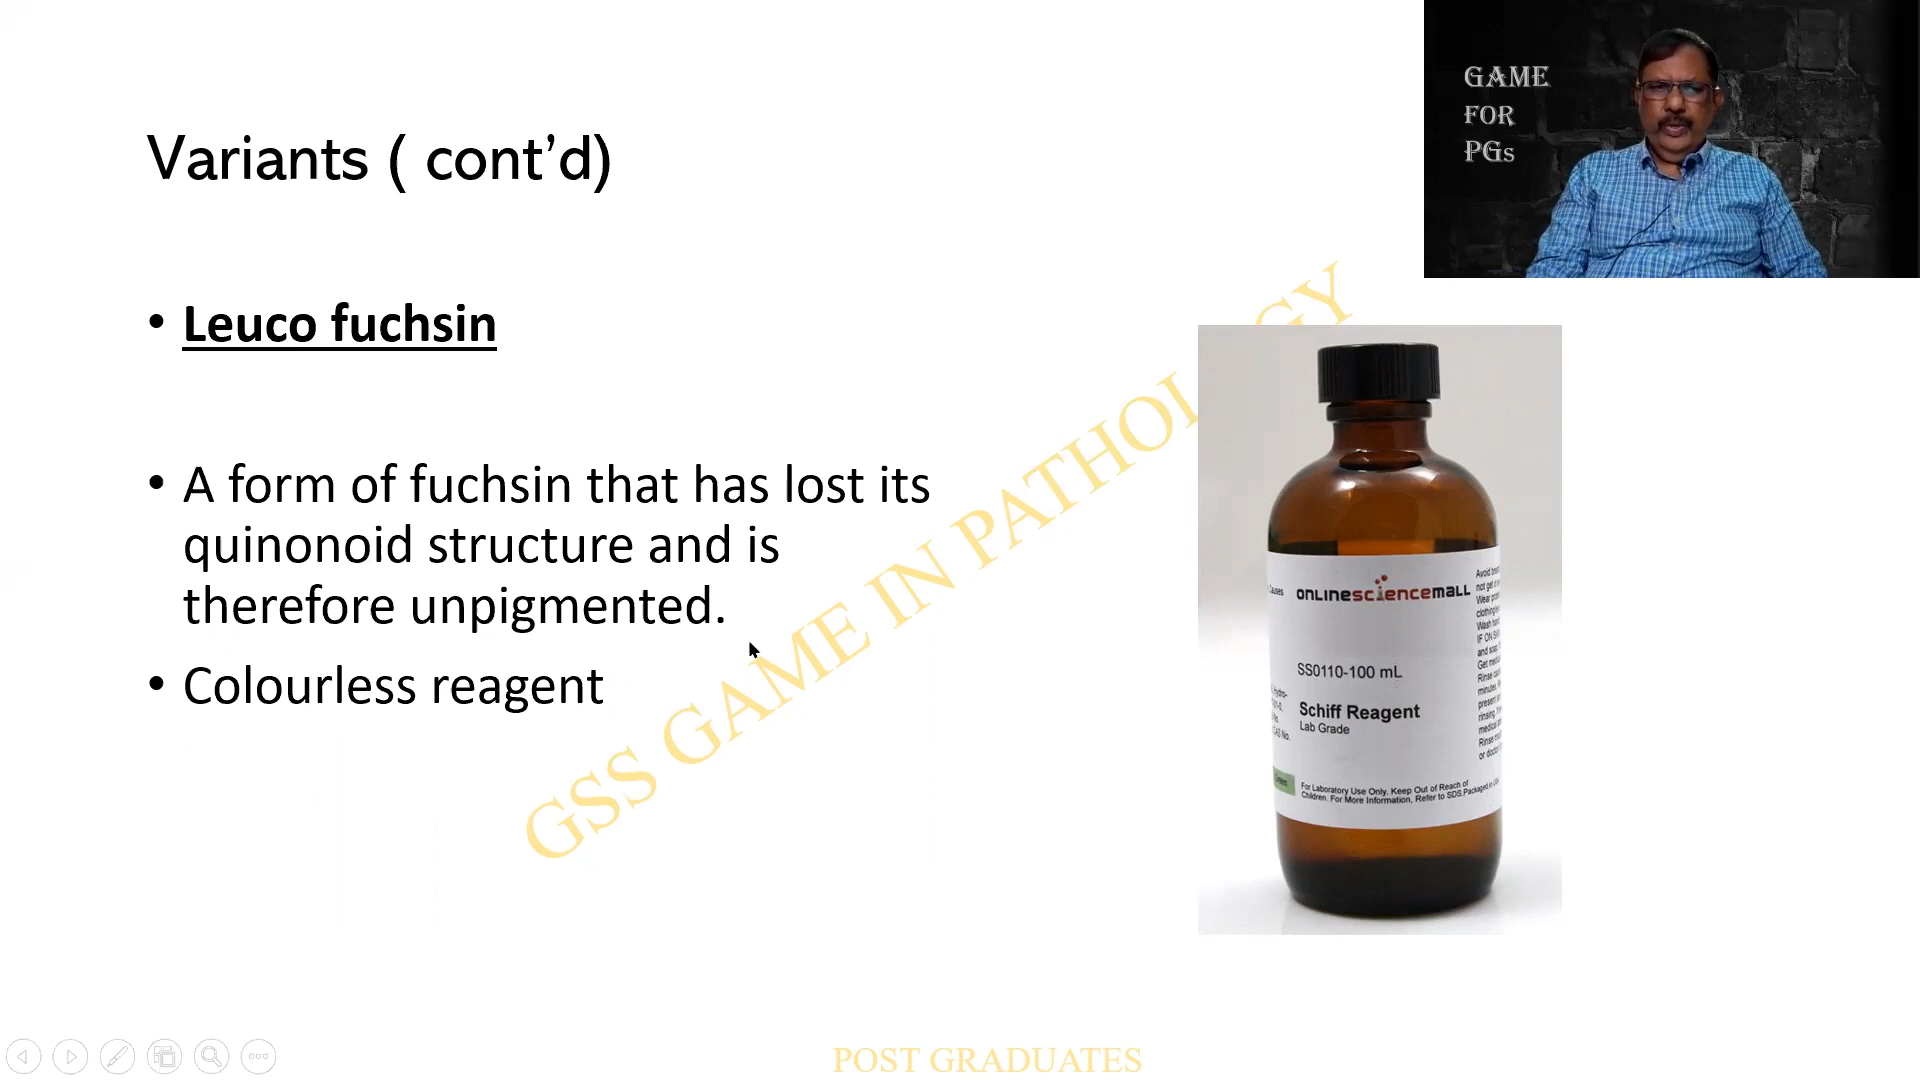 GAME
FOR
PGs
Variants ( cont’d)
• Leuco fuchsin
• A form of fuchsin that has lost its
quinonoid structure and is
therefore unpigmented.
• Colourless reagent
GSS GAME IN PATHOL GY
onlinesciencemall
SS0110-100 mL
Schiff Reagent
Lab Grade
For Laboratory Use Only. Keep Out of Reach of
Children. For More Information, Refer to SDS.
POST GRADUATES